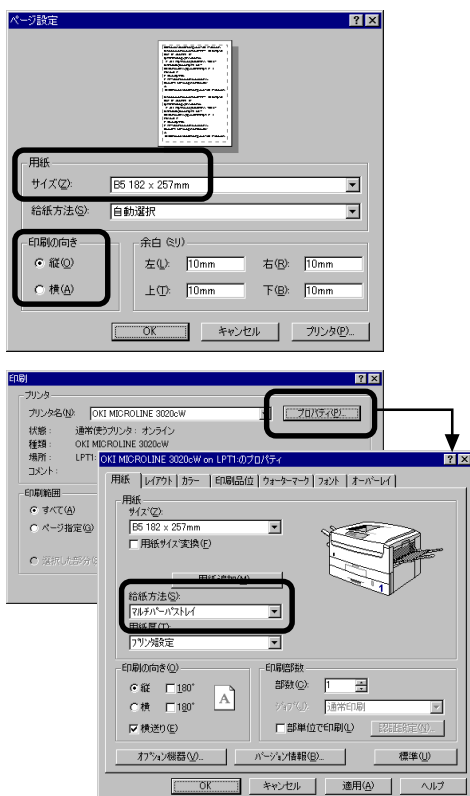 ページ設定
用紙
サイズ(Z): B5 182 x 257mm
給紙方法(S): 自動選択
印刷の向き
縦(O)
横(A)
余白 (ミリ)
左(L): 10mm 右(R): 10mm
上(T): 10mm 下(B): 10mm
OK キャンセル プリンタ(P)...
印刷
プリンタ
プリンタ名(N): OKI MICROLINE 3020cW プロパティ(P)...
状態: 通常使うプリンタ: オンライン
種類: OKI MICROLINE 3020cW
場所: LPT1:
コメント:
印刷範囲
すべて(A)
ページ指定(G)
選択した部分(S)
OKI MICROLINE 3020cW on LPT1:のプロパティ
用紙 レイアウト カラー 印刷品位 ウォーターマーク フォント オーバーレイ
用紙
サイズ(Z):
B5 182 x 257mm
用紙サイズ変換(F)
給紙方法(S):
マルチパーパストレイ
用紙厚(T):
プリンタ設定
1
印刷の向き(O)
縦 180°
横 180°
A
横送り(E)
印刷部数
部数(C): 1
ジョブ(J): 通常印刷
部単位で印刷(L) 認証設定(N)...
オプション機器(V)... バージョン情報(B)... 標準(U)
OK キャンセル 適用(A) ヘルプ